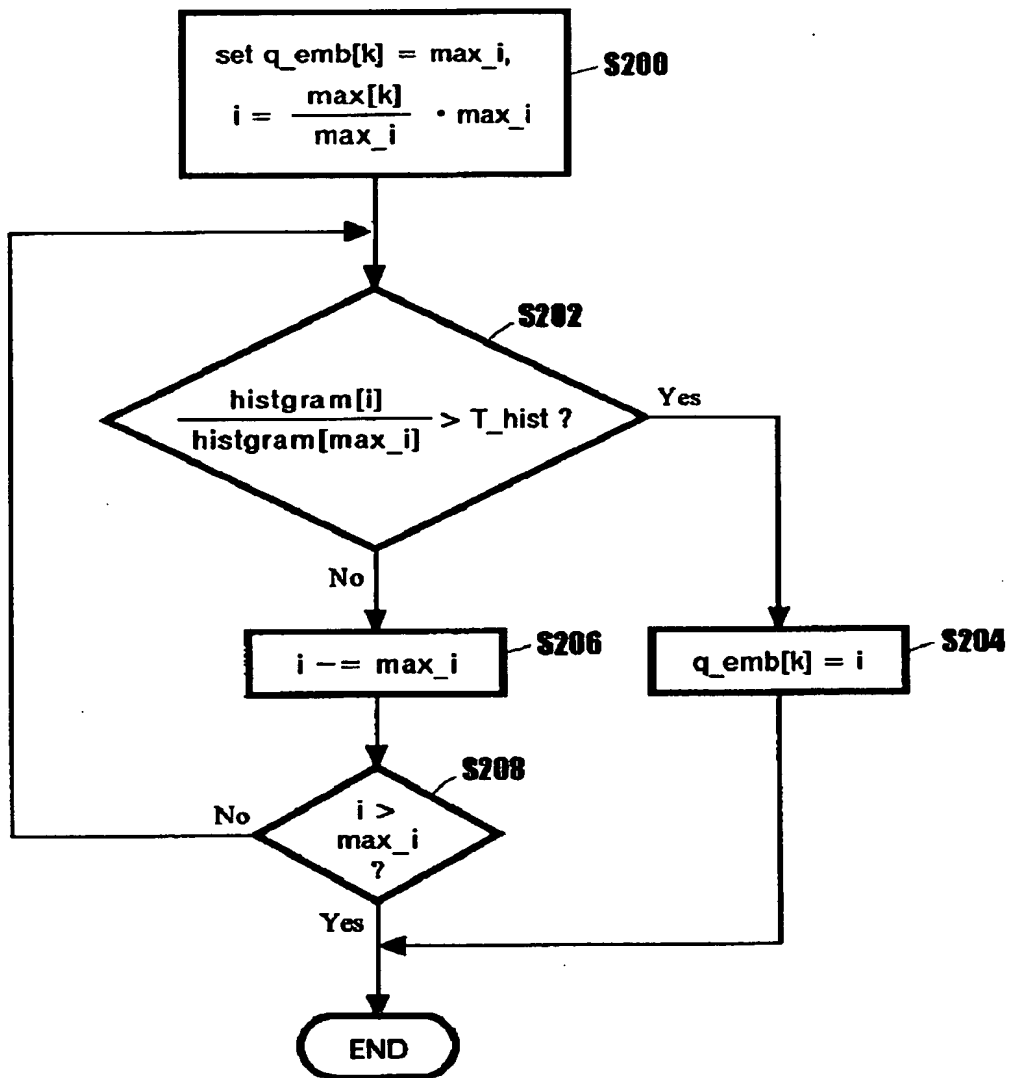 set q_emb[k] = max_i,
i = max[k] / max_i · max_i
S200
S202
histgram[i] / histgram[max_i] > T_hist ?
Yes
No
i -= max_i
S206
q_emb[k] = i
S204
S208
i >
max_i
?
No
Yes
END